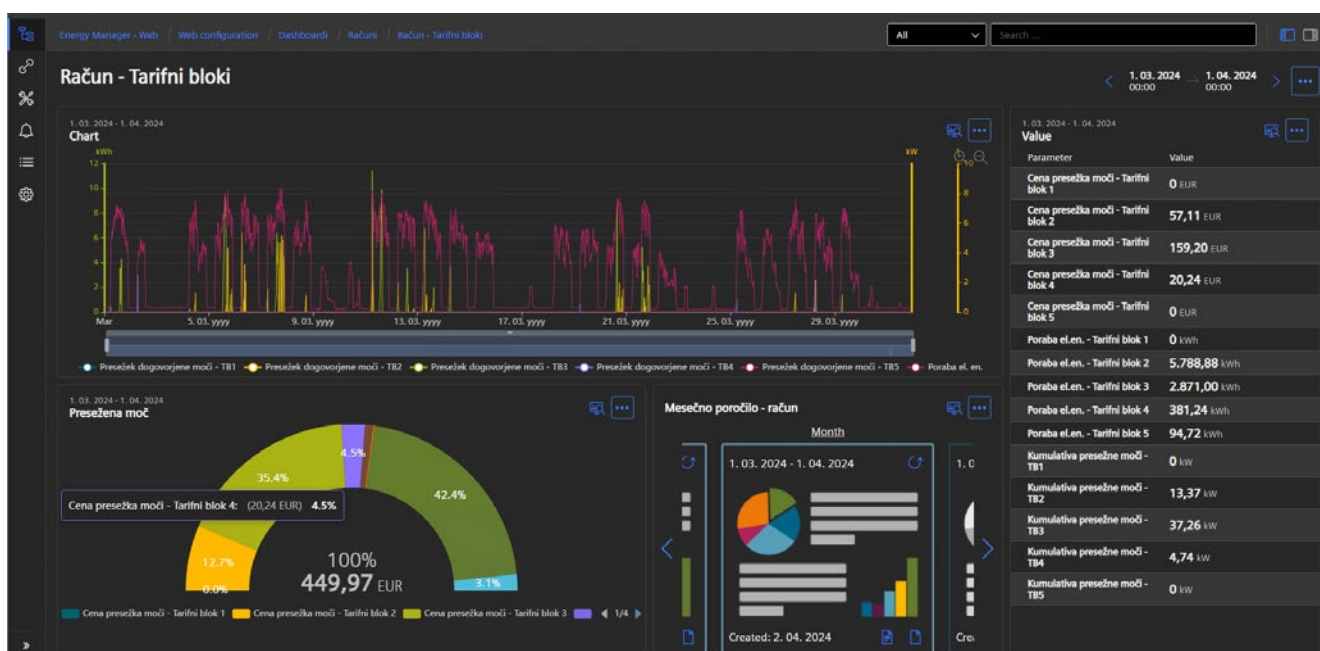 Energy Manager - Web / Web configuration / Dashboardi / Računi / Račun - Tarifni bloki
All
Search ...
Račun - Tarifni bloki
1. 03. 2024 → 1. 04. 2024
00:00 00:00
1. 03. 2024 - 1. 04. 2024
Chart
kWh
kW
12
10
8
6
4
2
0
10
8
6
4
2
0
Mar 5. 03. yyyy 9. 03. yyyy 13. 03. yyyy 17. 03. yyyy 21. 03. yyyy 25. 03. yyyy 29. 03. yyyy
Presežek dogovorjene moči - TB1 Presežek dogovorjene moči - TB2 Presežek dogovorjene moči - TB3 Presežek dogovorjene moči - TB4 Presežek dogovorjene moči - TB5 Poraba el. en.
1. 03. 2024 - 1. 04. 2024
Presežena moč
4.5%
35.4%
42.4%
Cena presežka moči - Tarifni blok 4: (20,24 EUR) 4.5%
12.7%
0.0%
3.1%
100%
449,97 EUR
Cena presežka moči - Tarifni blok 1 Cena presežka moči - Tarifni blok 2 Cena presežka moči - Tarifni blok 3 1/4
Mesečno poročilo - račun
Month
1. 03. 2024 - 1. 04. 2024
1. 0
Created: 2. 04. 2024
Cre
1. 03. 2024 - 1. 04. 2024
Value
Parameter Value
Cena presežka moči - Tarifni
blok 1 0 EUR
Cena presežka moči - Tarifni
blok 2 57,11 EUR
Cena presežka moči - Tarifni
blok 3 159,20 EUR
Cena presežka moči - Tarifni
blok 4 20,24 EUR
Cena presežka moči - Tarifni
blok 5 0 EUR
Poraba el.en. - Tarifni blok 1 0 kWh
Poraba el.en. - Tarifni blok 2 5.788,88 kWh
Poraba el.en. - Tarifni blok 3 2.871,00 kWh
Poraba el.en. - Tarifni blok 4 381,24 kWh
Poraba el.en. - Tarifni blok 5 94,72 kWh
Kumulativa presežne moči -
TB1 0 kW
Kumulativa presežne moči -
TB2 13,37 kW
Kumulativa presežne moči -
TB3 37,26 kW
Kumulativa presežne moči -
TB4 4,74 kW
Kumulativa presežne moči -
TB5 0 kW